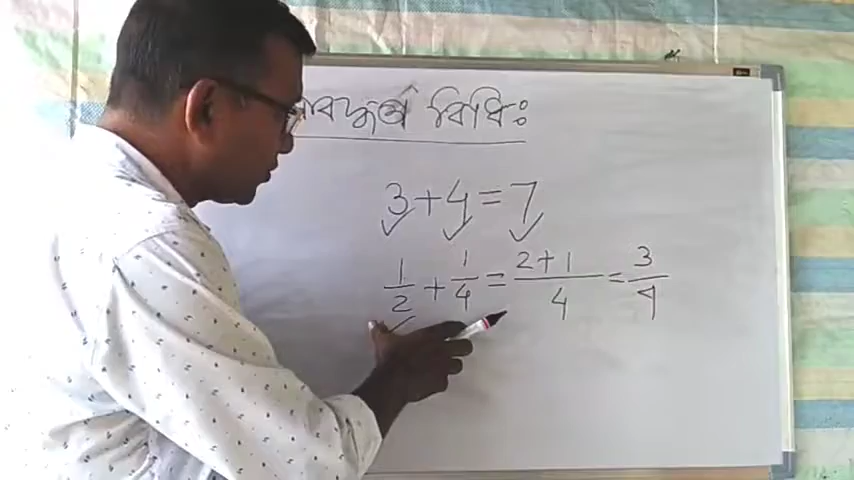 বিধিঃ
3+4=7
1/2 + 1/4 = 2+1/4 = 3/4